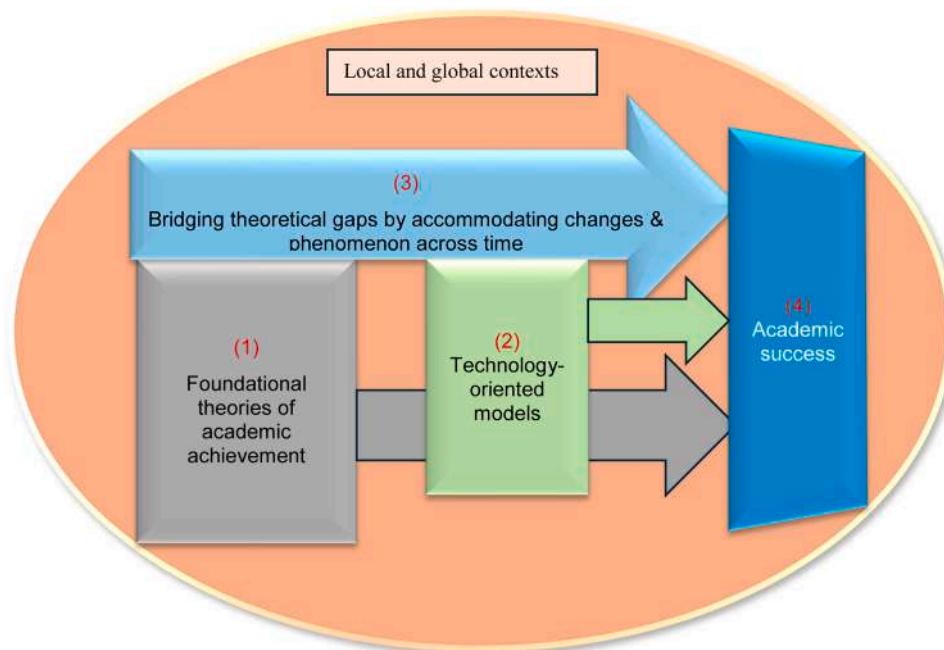 Local and global contexts
(3)
Bridging theoretical gaps by accommodating changes &
phenomenon across time
(1)
Foundational
theories of
academic
achievement
(2)
Technology-
oriented
models
(4)
Academic
success